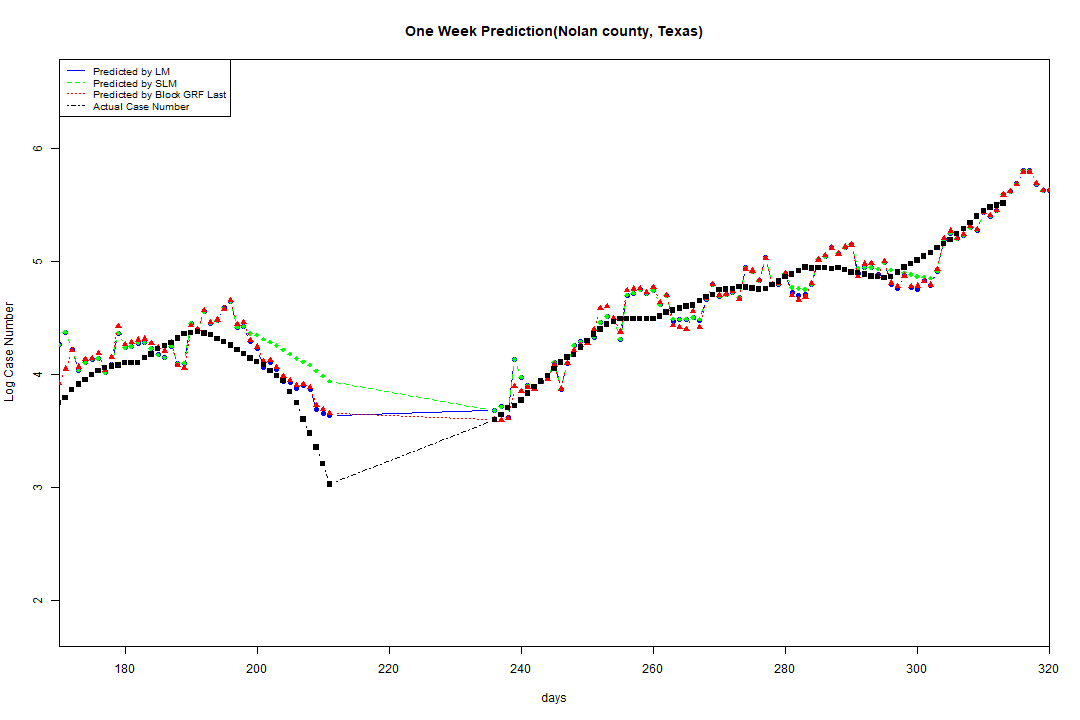 One Week Prediction(Nolan county, Texas)
Predicted by LM
Predicted by SLM
Predicted by Block GRF Last
Actual Case Number
6
5
4
3
2
Log Case Number
180 200 220 240 260 280 300 320
days